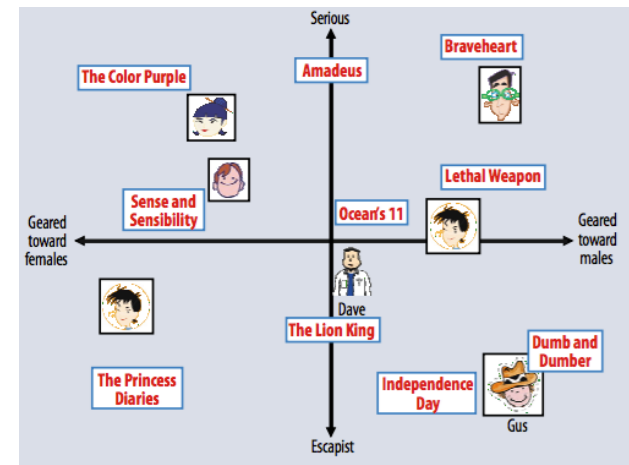 Serious
Braveheart
Amadeus
The Color Purple
Lethal Weapon
Sense and
Sensibility
Ocean's 11
Geared
toward
females
Geared
toward
males
Dave
The Lion King
Dumb and
Dumber
The Princess
Diaries
Independence
Day
Gus
Escapist